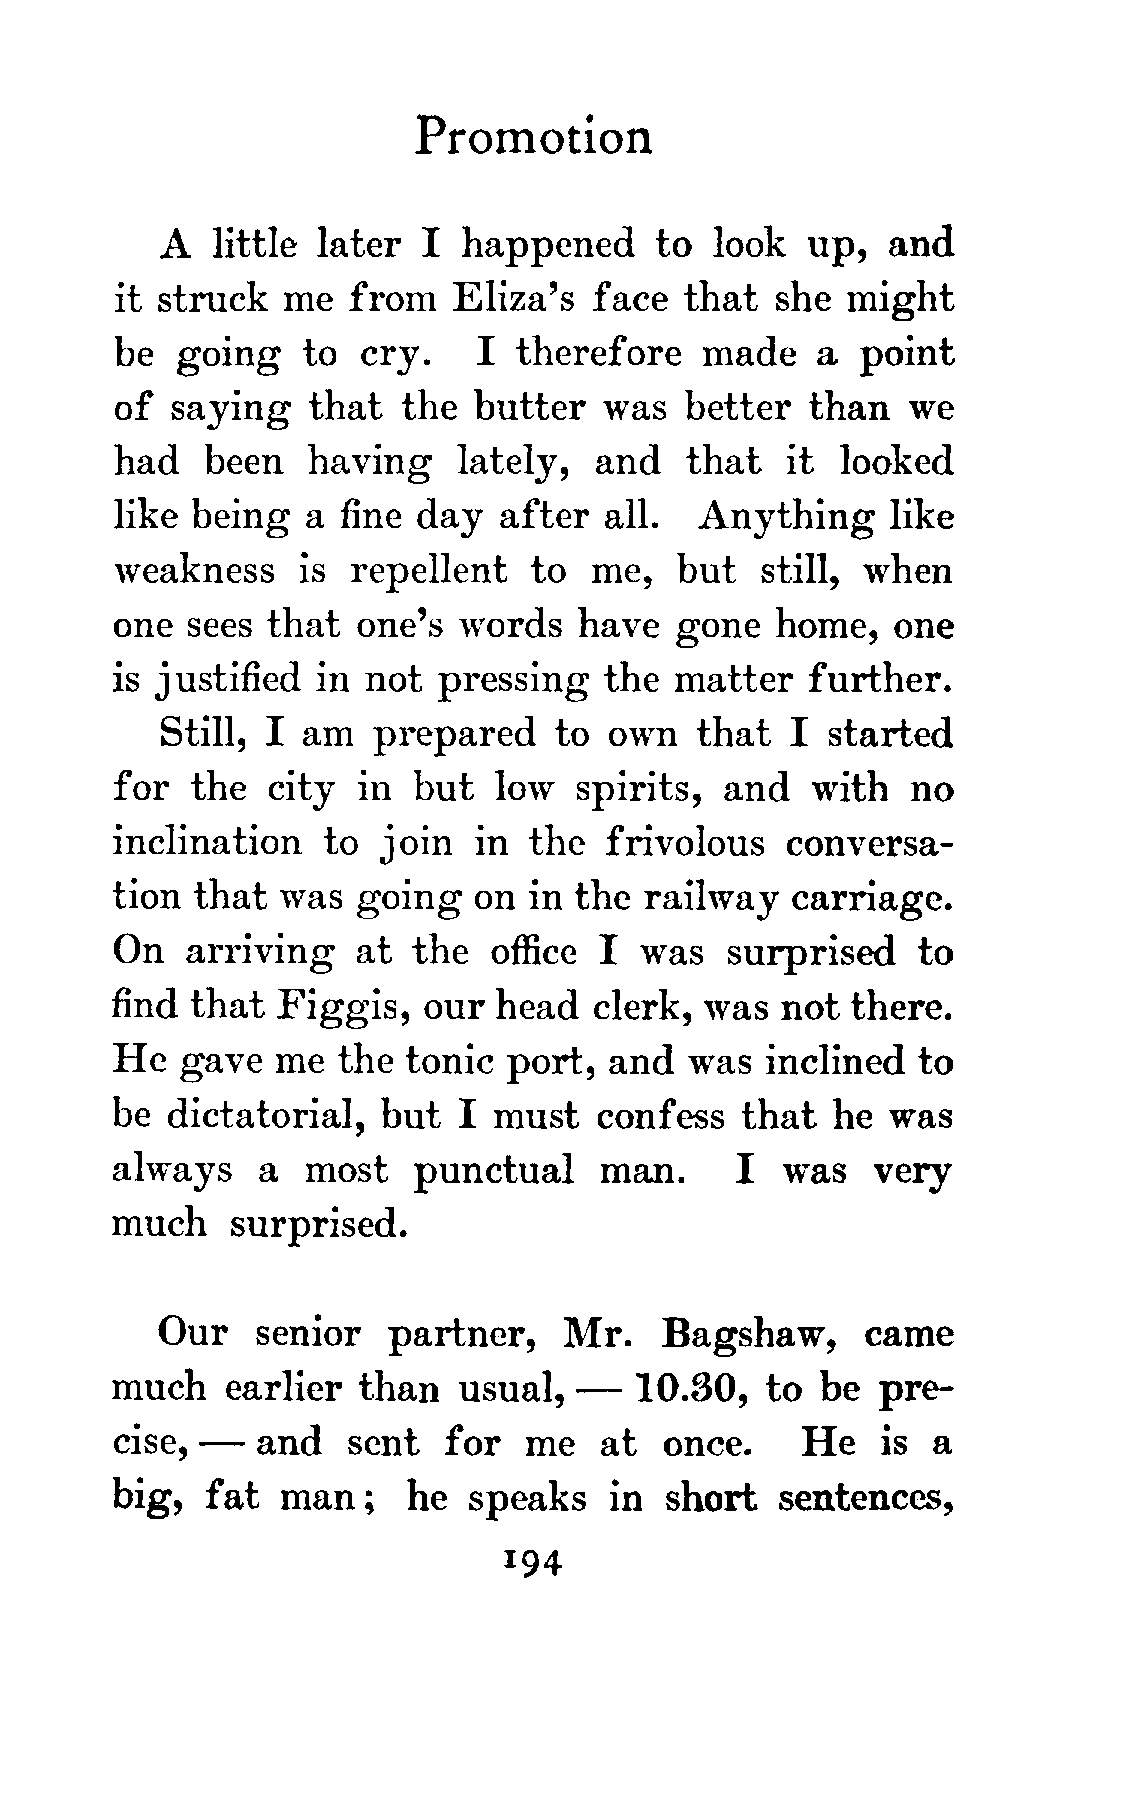 Promotion
A little later I happened to look up, and
it struck me from Eliza's face that she might
be going to cry. I therefore made a point
of saying that the butter was better than we
had been having lately, and that it looked
like being a fine day after all. Anything like
weakness is repellent to me, but still, when
one sees that one's words have gone home, one
is justified in not pressing the matter further.
Still, I am prepared to own that I started
for the city in but low spirits, and with no
inclination to join in the frivolous conversa-
tion that was going on in the railway carriage.
On arriving at the office I was surprised to
find that Figgis, our head clerk, was not there.
He gave me the tonic port, and was inclined to
be dictatorial, but I must confess that he was
always a most punctual man. I was very
much surprised.
Our senior partner, Mr. Bagshaw, came
much earlier than usual, — 10.30, to be pre-
cise, — and sent for me at once. He is a
big, fat man; he speaks in short sentences,
194